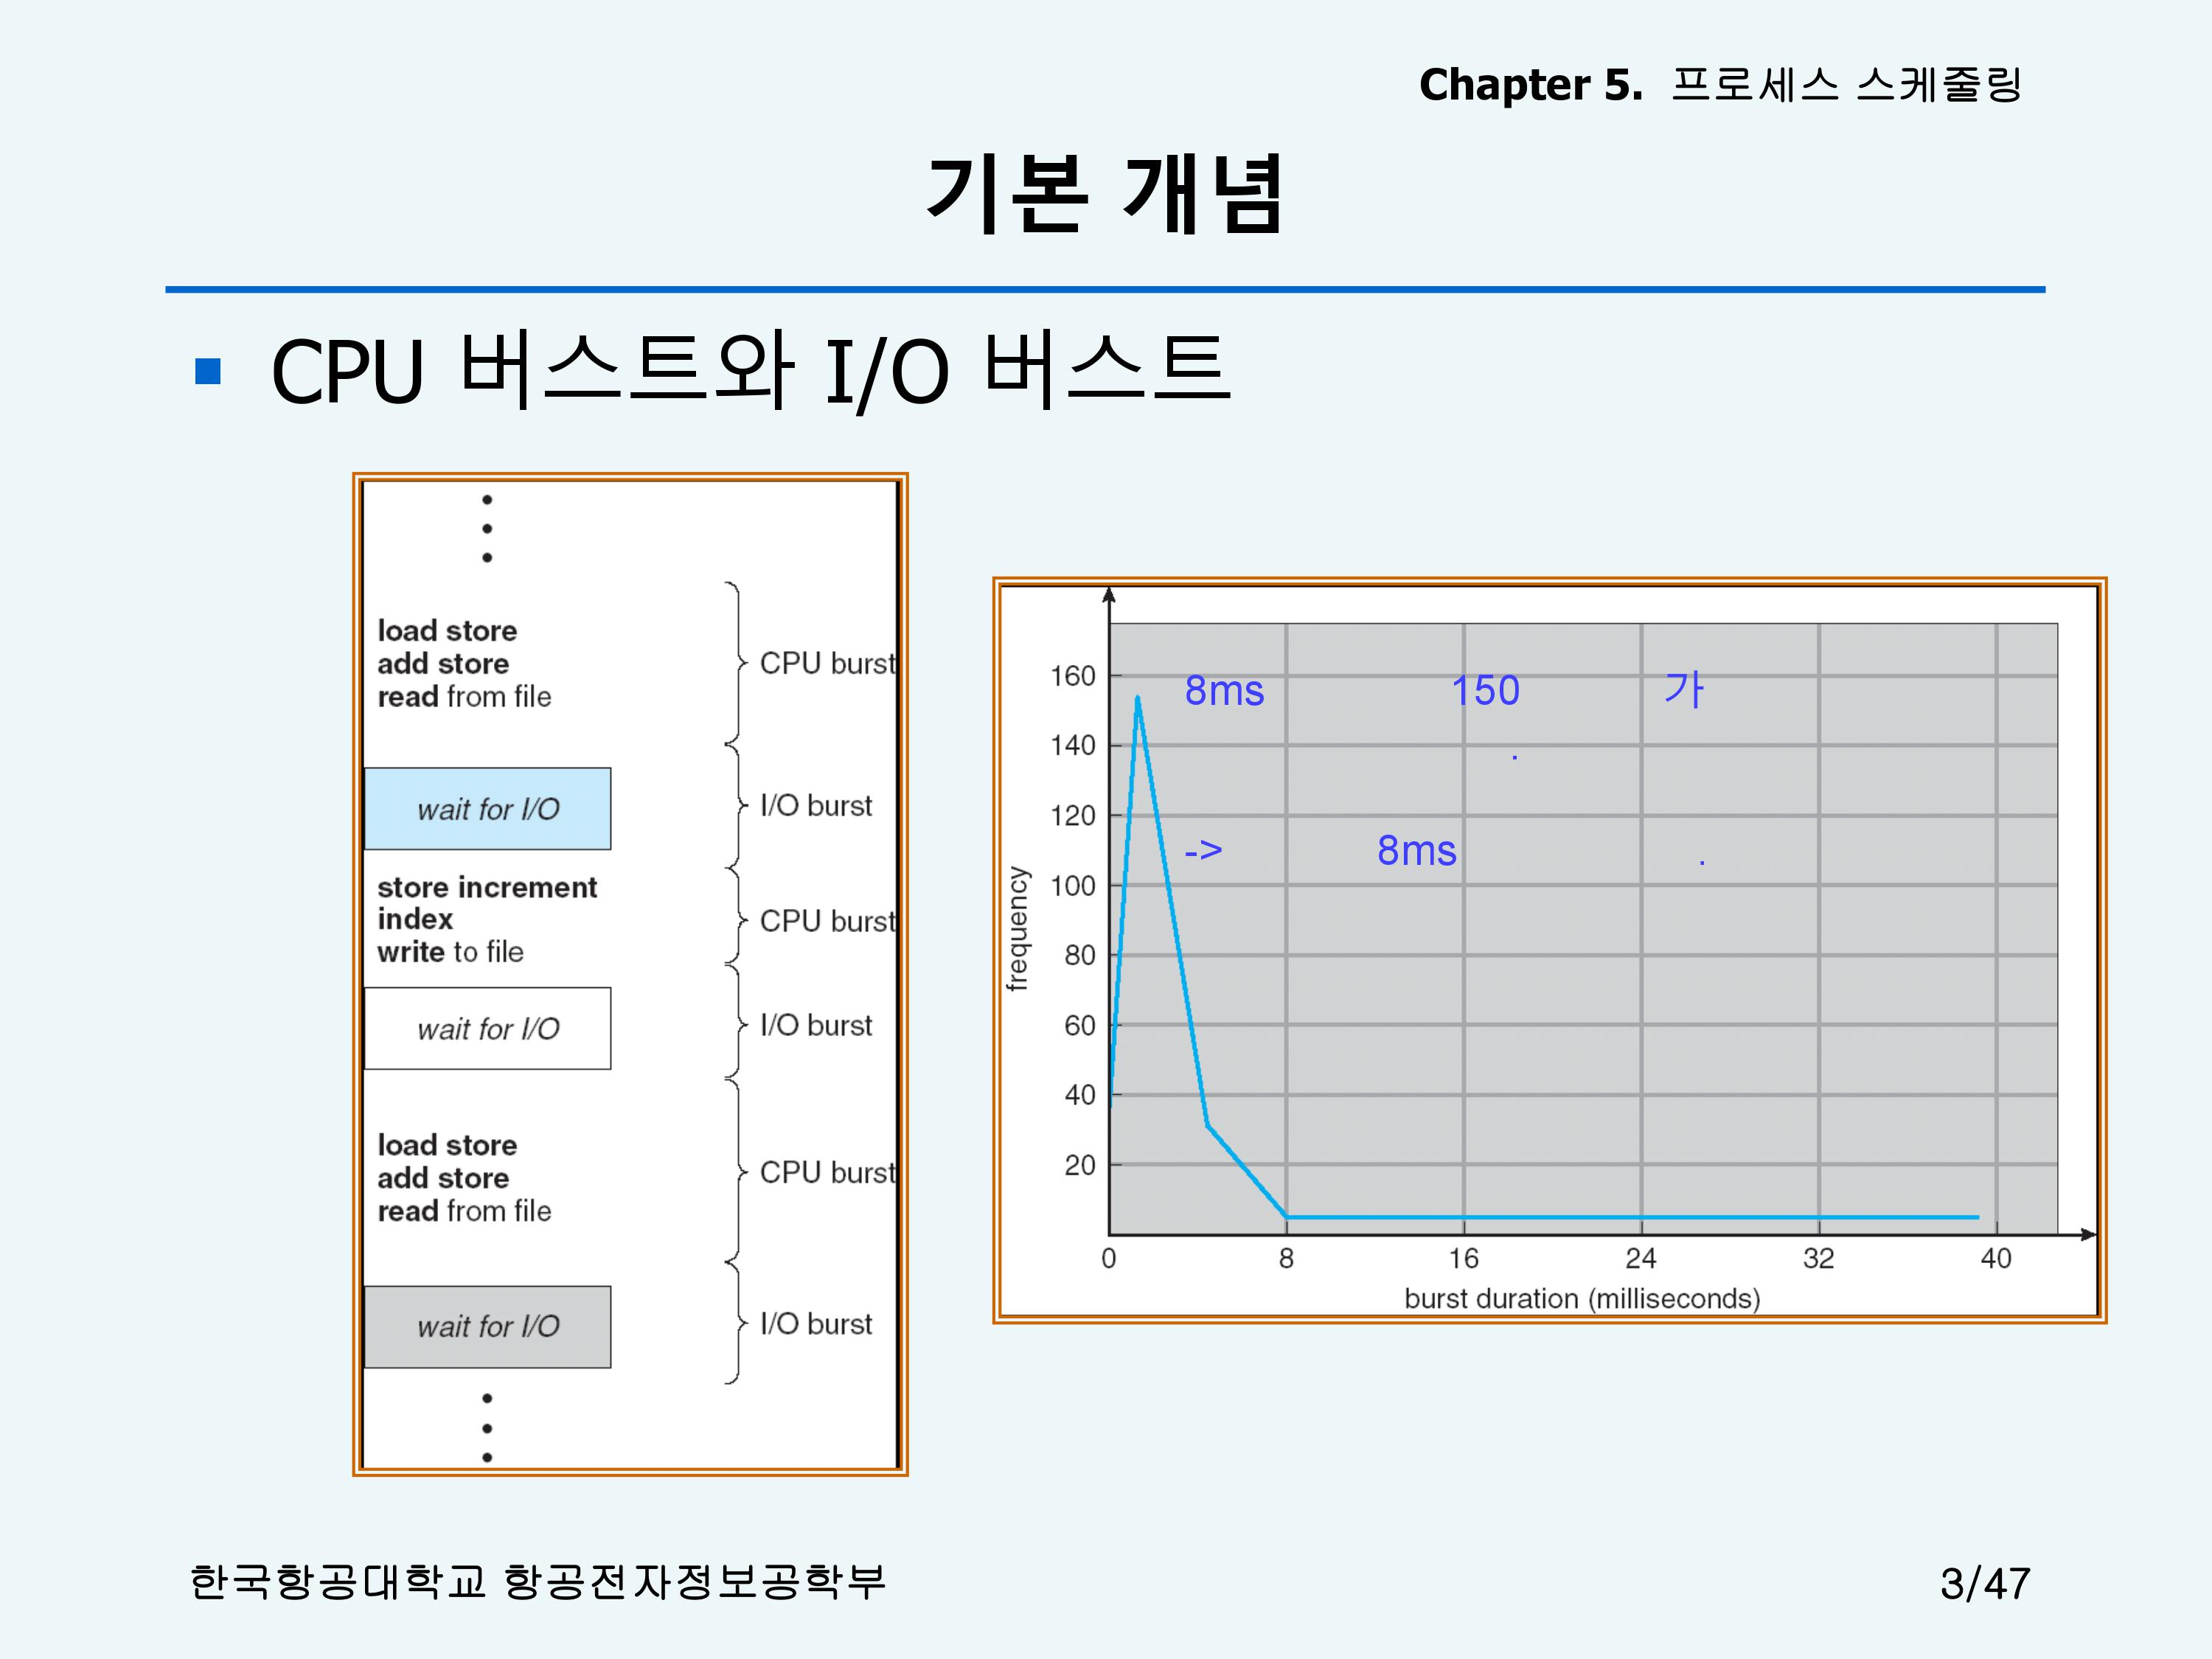 Chapter 5. 프로세스 스케줄링
기본 개념
▪ CPU 버스트와 I/O 버스트
load store
add store
read from file
CPU burst
wait for I/O
I/O burst
store increment
index
write to file
CPU burst
wait for I/O
I/O burst
load store
add store
read from file
CPU burst
wait for I/O
I/O burst
frequency
160
140
120
100
80
60
40
20
8ms 150 가
.
-> 8ms .
0 8 16 24 32 40
burst duration (milliseconds)
한국항공대학교 항공전자정보공학부
3/47